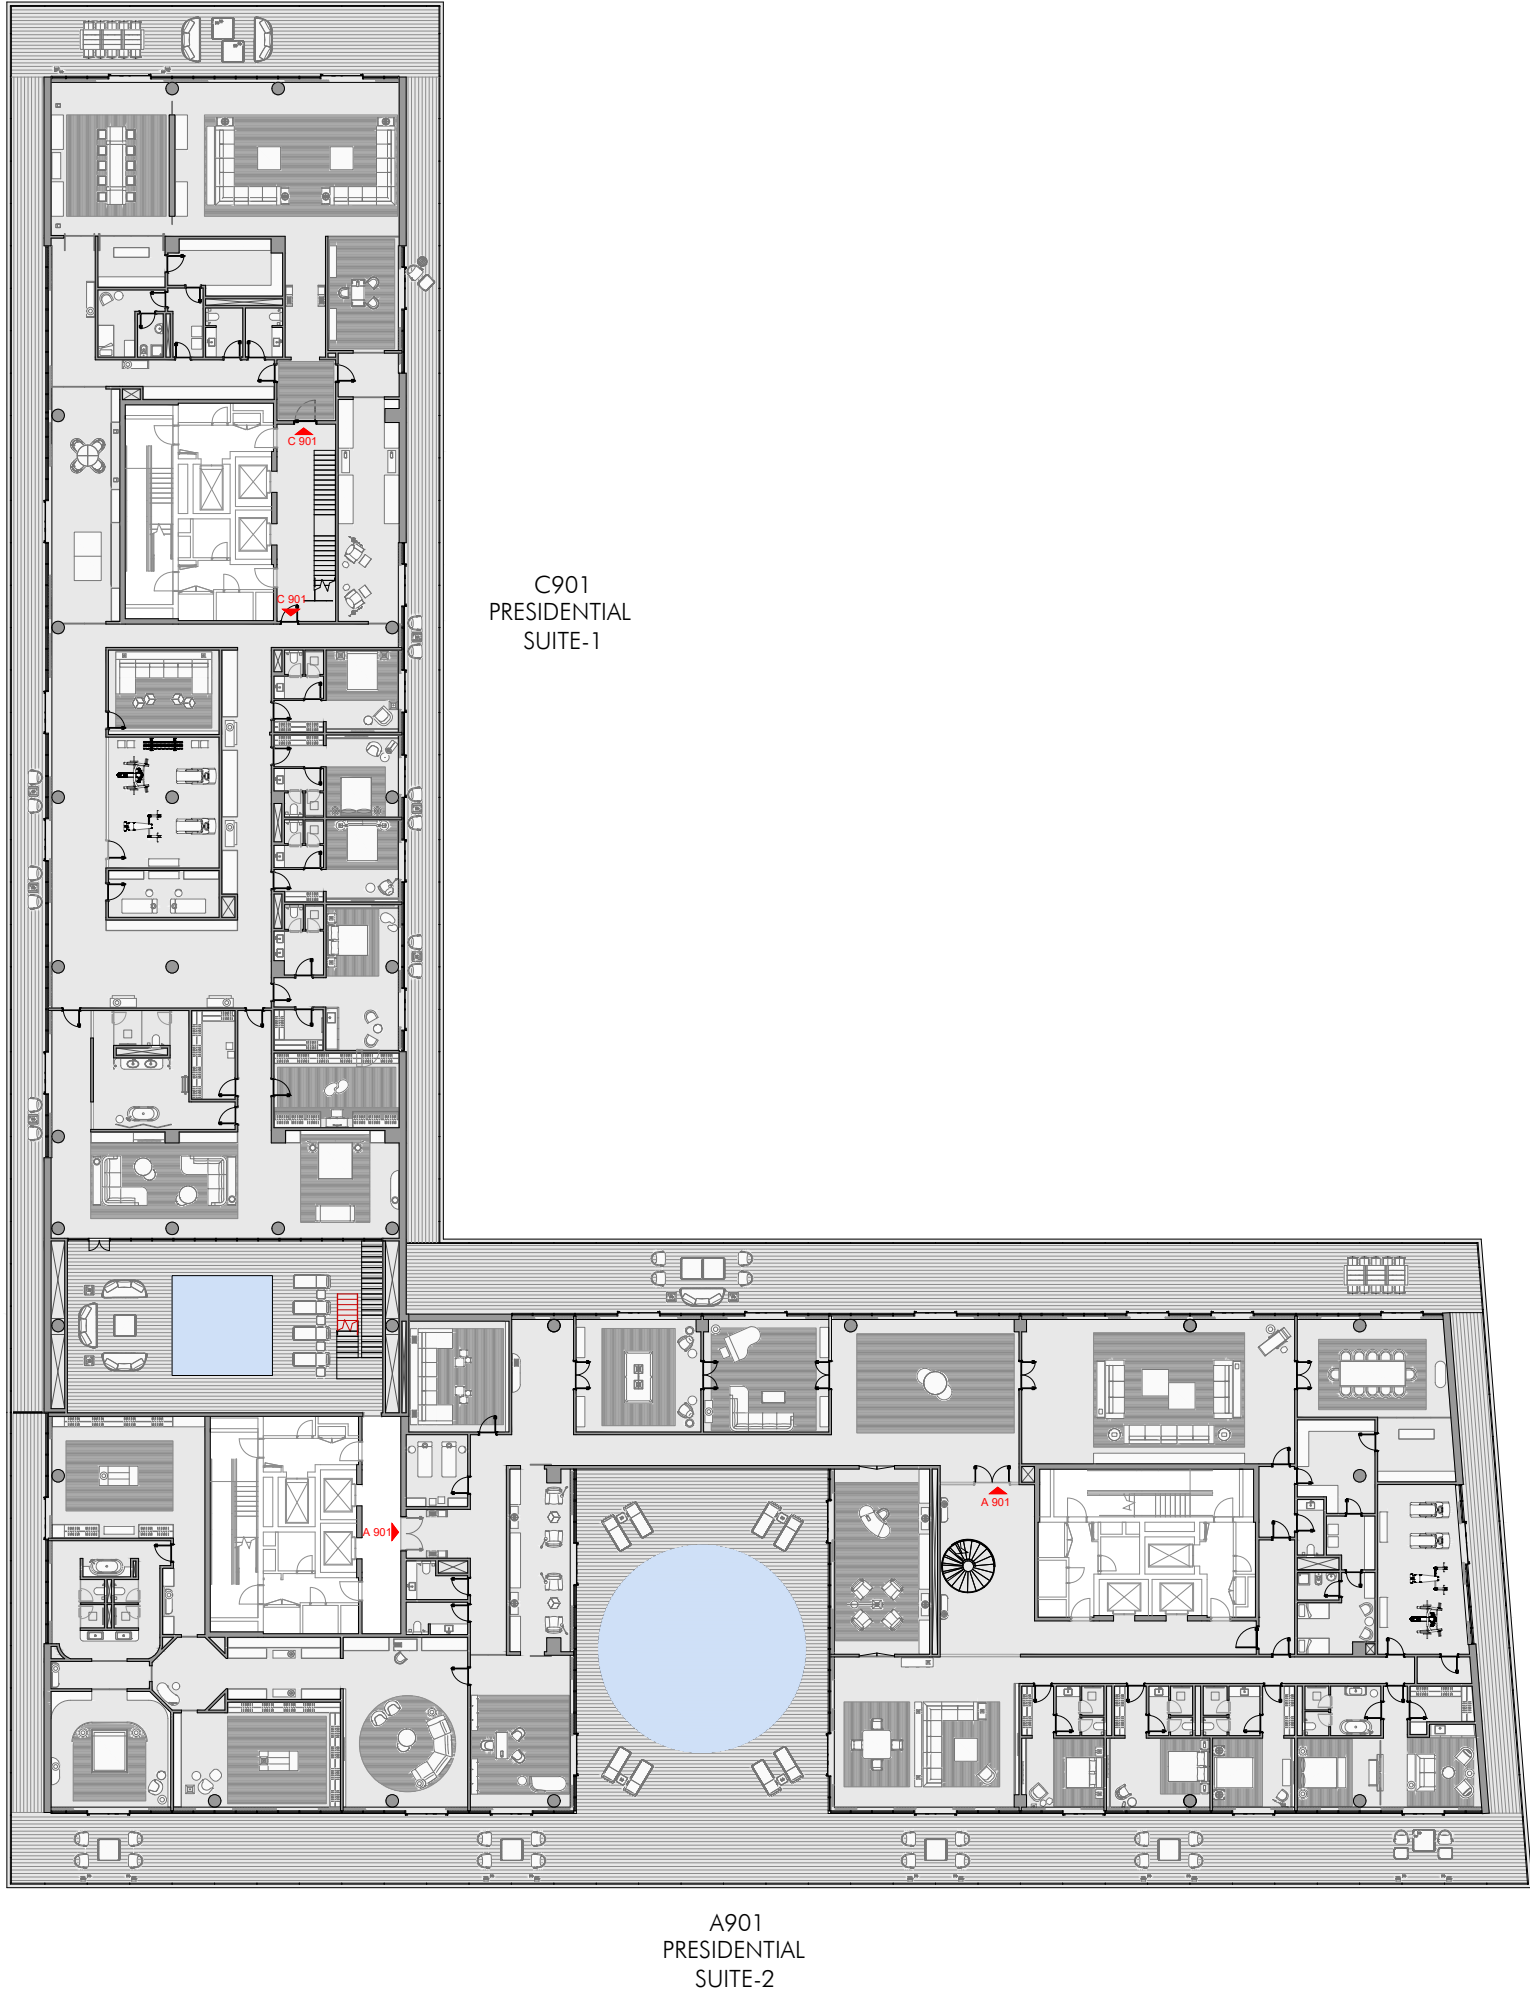 C 901
C 901
C901
PRESIDENTIAL
SUITE-1
A 901
A 901
A901
PRESIDENTIAL
SUITE-2